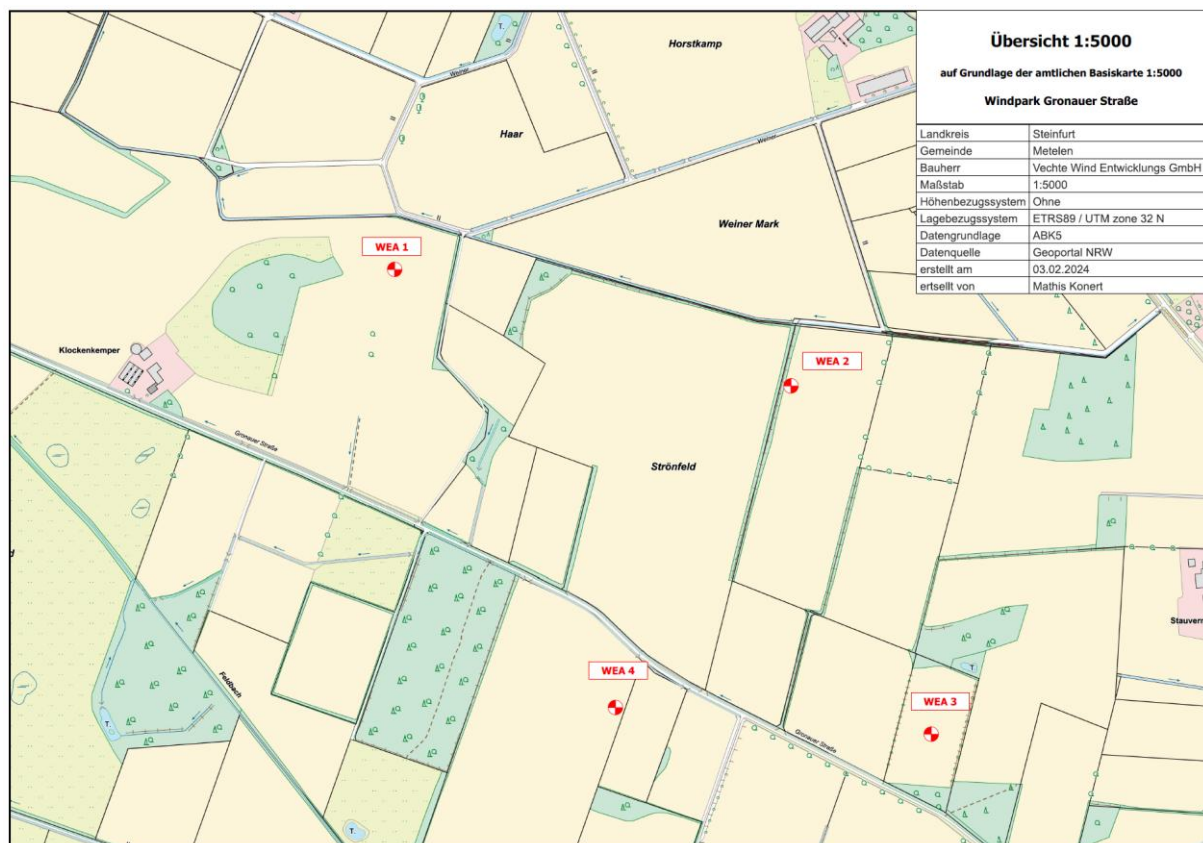 Übersicht 1:5000
auf Grundlage der amtlichen Basiskarte 1:5000
Windpark Gronauer Straße
Landkreis Steinfurt
Gemeinde Metelen
Bauherr Vechte Wind Entwicklungs GmbH
Maßstab 1:5000
Höhenbezugssystem Ohne
Lagebezugssystem ETRS89 / UTM zone 32 N
Datengrundlage ABK5
Datenquelle Geoportal NRW
erstellt am 03.02.2024
ertsellt von Mathis Konert
T.
Horstkamp
Weiner
Haar
Weiner
Weiner Mark
WEA 1
Klockenkemper
WEA 2
Gronauer Straße
Strönfeld
Feldbach
WEA 4
T.
WEA 3
T.
Gronauer Straße
T.